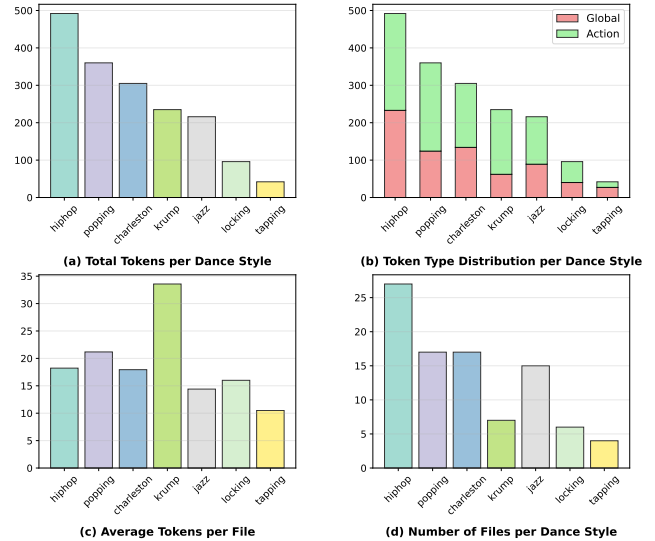 500
400
300
200
100
0
hiphop
popping
charleston
krump
jazz
locking
tapping
(a) Total Tokens per Dance Style
500
400
300
200
100
0
Global
Action
hiphop
popping
charleston
krump
jazz
locking
tapping
(b) Token Type Distribution per Dance Style
35
30
25
20
15
10
5
0
hiphop
popping
charleston
krump
jazz
locking
tapping
(c) Average Tokens per File
25
20
15
10
5
0
hiphop
popping
charleston
krump
jazz
locking
tapping
(d) Number of Files per Dance Style